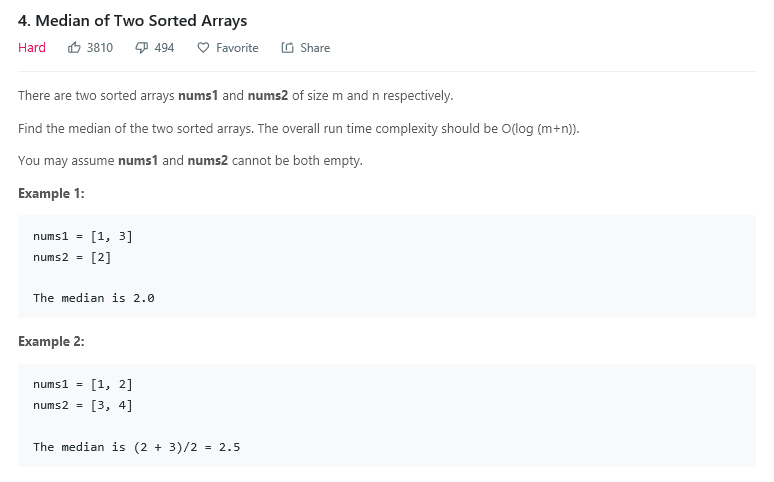 4. Median of Two Sorted Arrays
Hard 3810 494 Favorite Share
There are two sorted arrays nums1 and nums2 of size m and n respectively.
Find the median of the two sorted arrays. The overall run time complexity should be O(log (m+n)).
You may assume nums1 and nums2 cannot be both empty.
Example 1:
nums1 = [1, 3]
nums2 = [2]
The median is 2.0
Example 2:
nums1 = [1, 2]
nums2 = [3, 4]
The median is (2 + 3)/2 = 2.5